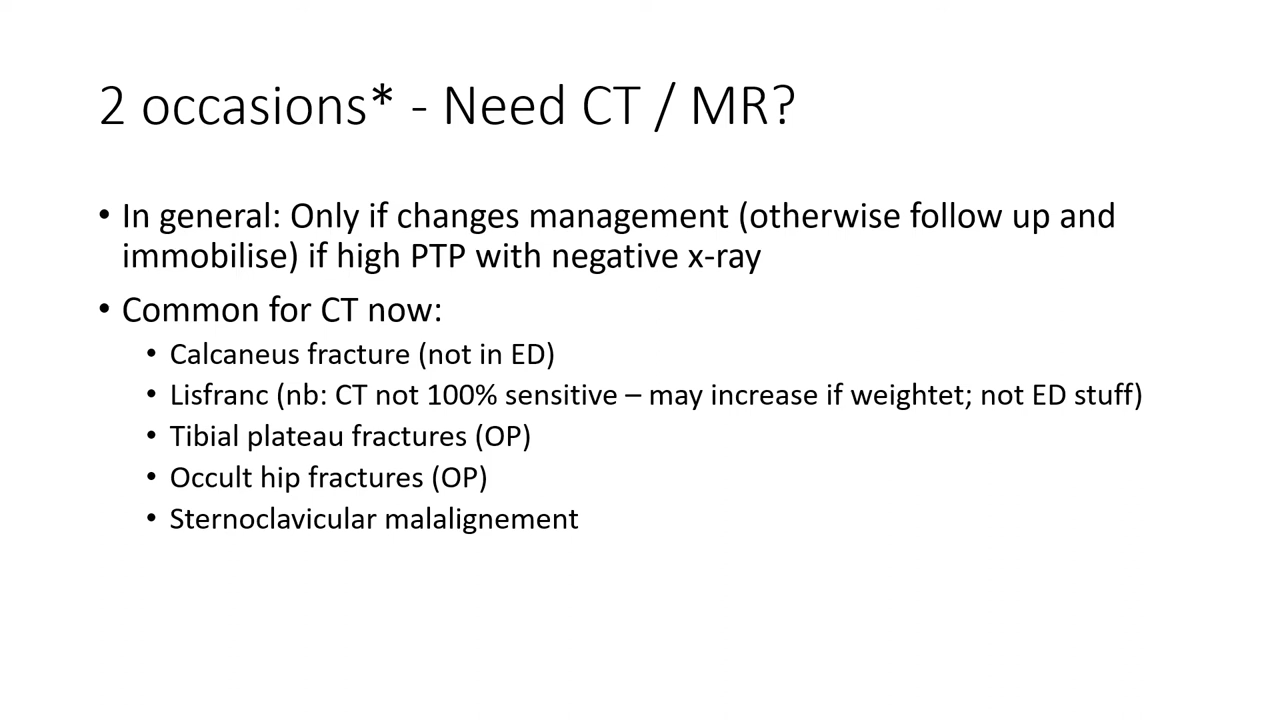 2 occasions* - Need CT / MR?
• In general: Only if changes management (otherwise follow up and
immobilise) if high PTP with negative x-ray
• Common for CT now:
• Calcaneus fracture (not in ED)
• Lisfranc (nb: CT not 100% sensitive – may increase if weightet; not ED stuff)
• Tibial plateau fractures (OP)
• Occult hip fractures (OP)
• Sternoclavicular malalignement